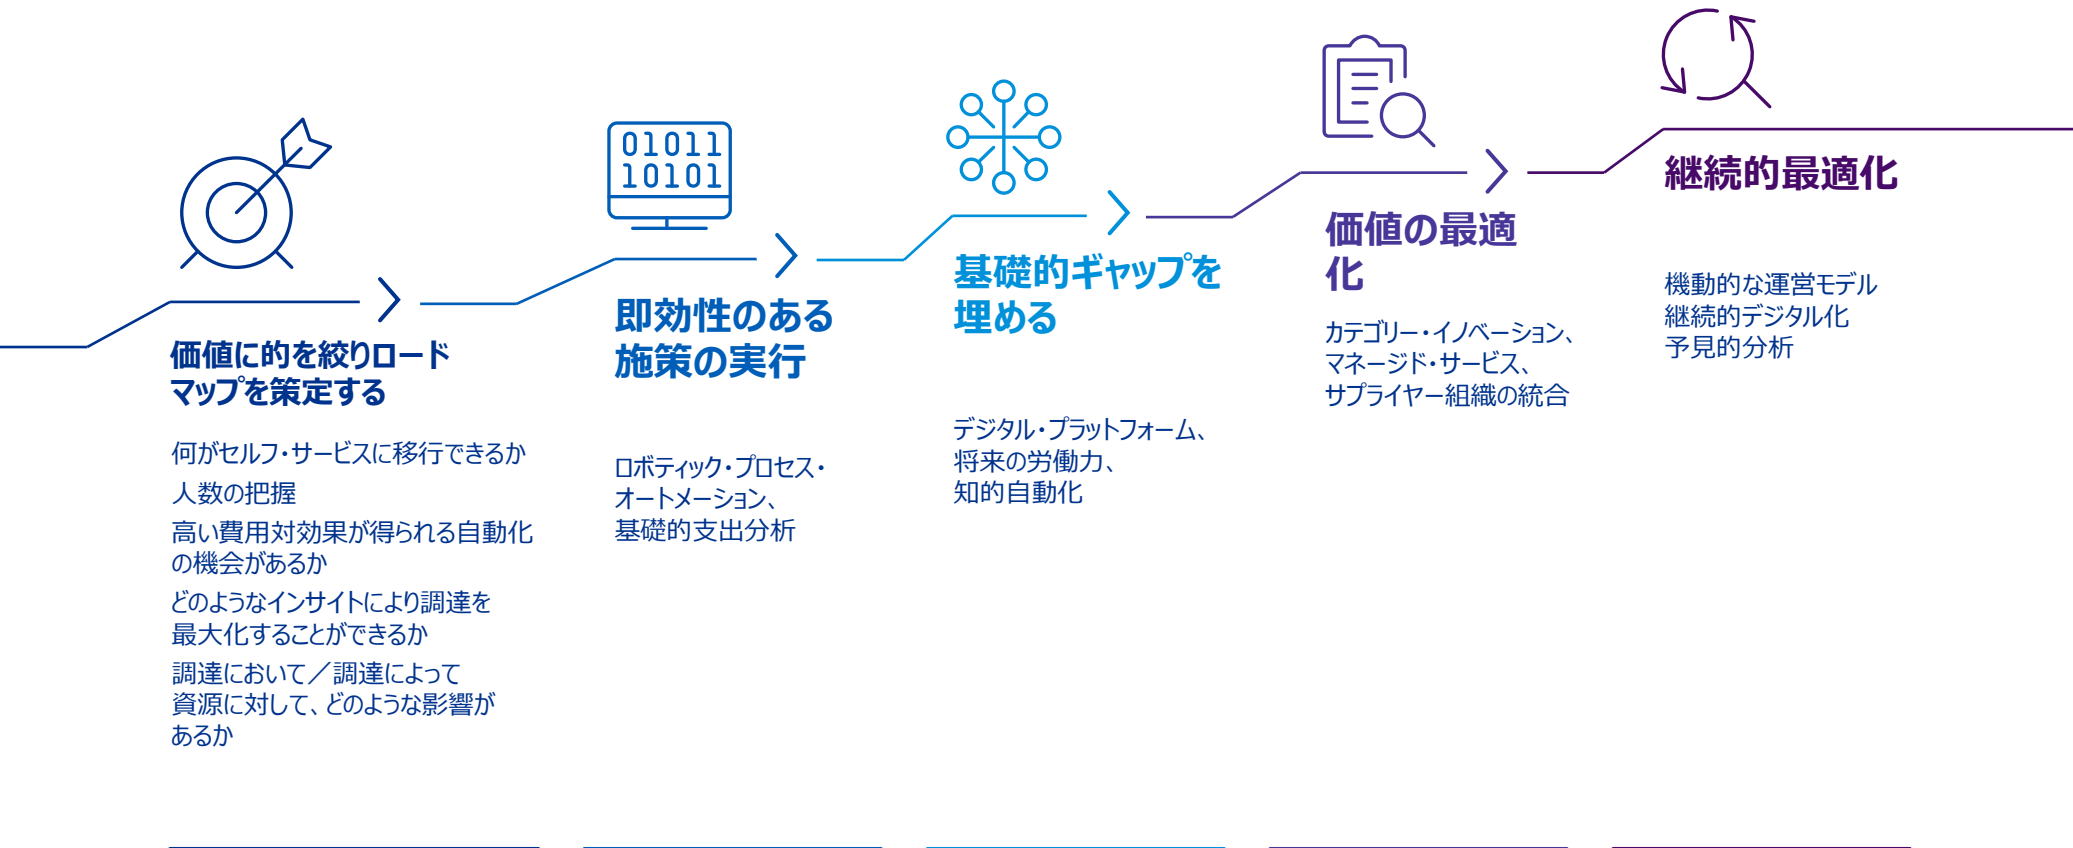 01011
10101
価値に的を絞りロード
マップを策定する
何がセルフ・サービスに移行できるか
人数の把握
高い費用対効果が得られる自動化
の機会があるか
どのようなインサイトにより調達を
最大化することができるか
調達において／調達によって
資源に対して、どのような影響が
あるか
即効性のある
施策の実行
ロボティック・プロセス・
オートメーション、
基礎的支出分析
基礎的ギャップを
埋める
デジタル・プラットフォーム、
将来の労働力、
知的自動化
価値の最適
化
カテゴリー・イノベーション、
マネージド・サービス、
サプライヤー組織の統合
継続的最適化
機動的な運営モデル
継続的デジタル化
予見的分析